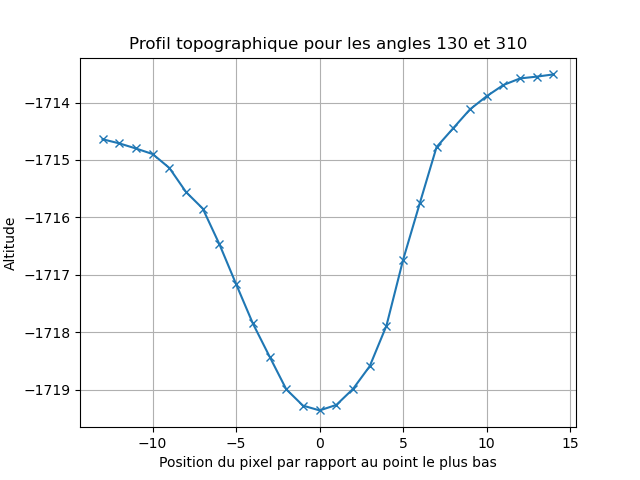 Profil topographique pour les angles 130 et 310
Altitude
−1714
−1715
−1716
−1717
−1718
−1719
−10 −5 0 5 10 15
Position du pixel par rapport au point le plus bas